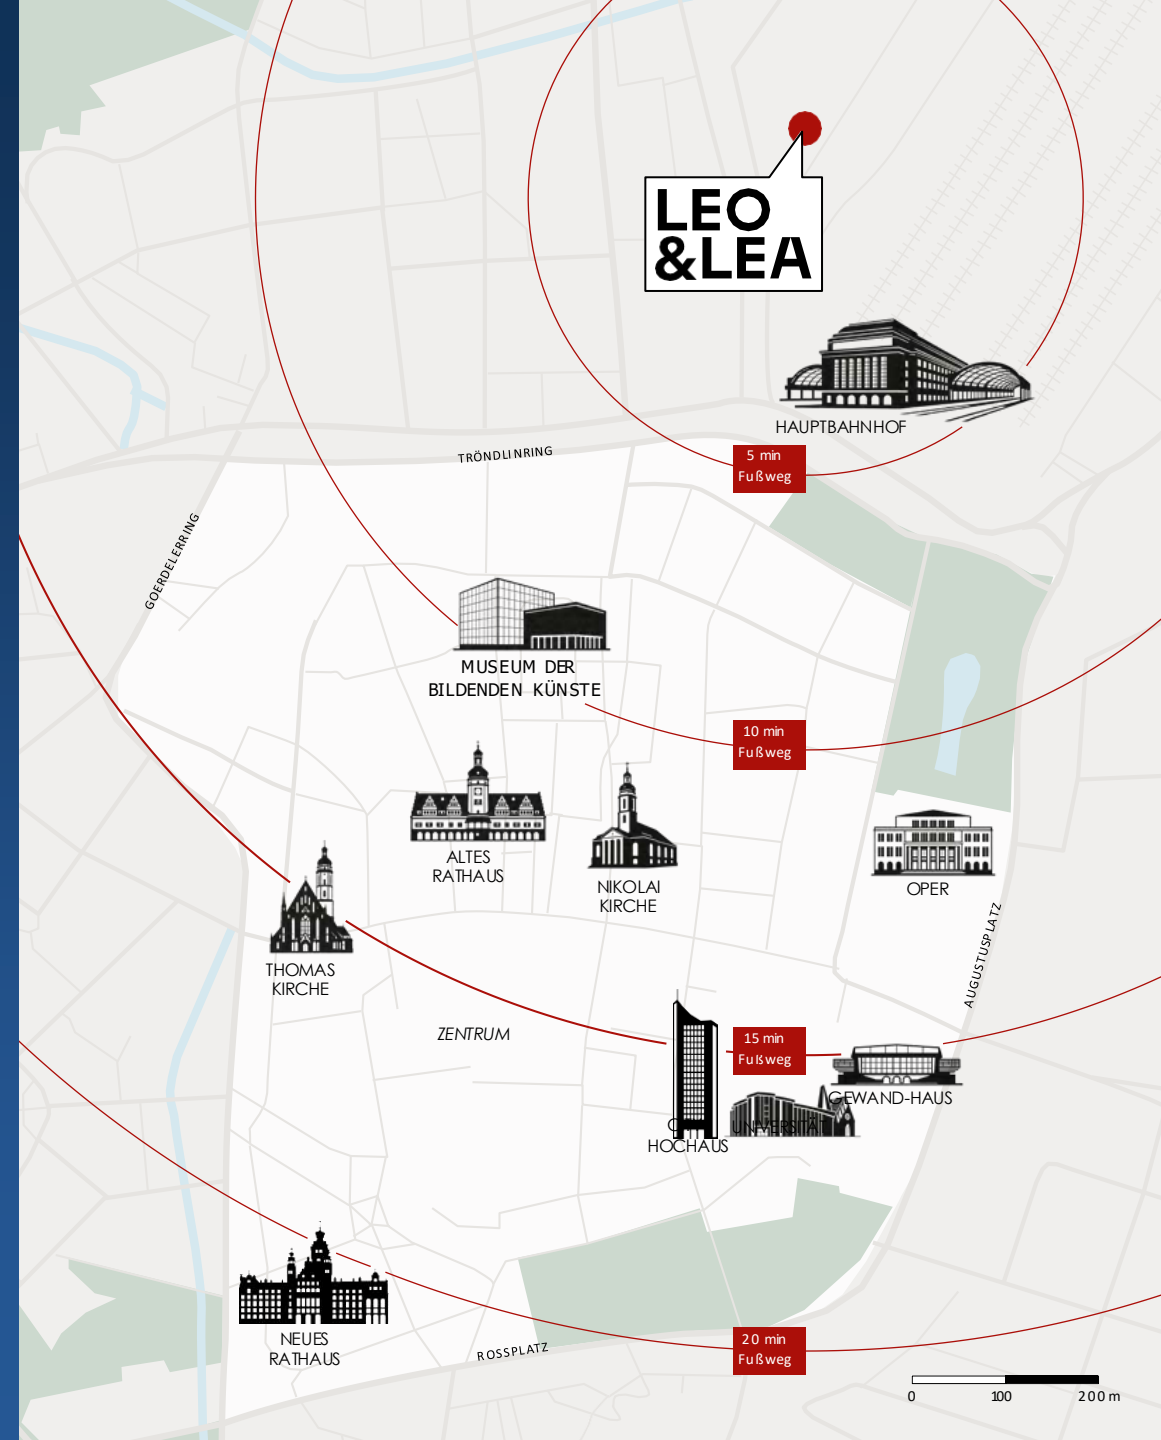 LEO
&LEA
HAUPTBAHNHOF
5 min
Fußweg
TRÖNDLINRING
GOERDELERRING
MUSEUM DER
BILDENDEN KÜNSTE
10 min
Fußweg
ALTES
RATHAUS
NIKOLAI
KIRCHE
OPER
AUGUSTUSPLATZ
THOMAS
KIRCHE
ZENTRUM
15 min
Fußweg
GEWAND-HAUS
UNIVERSITÄT
HOCHAUS
NEUES
RATHAUS
ROSSPLATZ
20 min
Fußweg
0 100 200 m